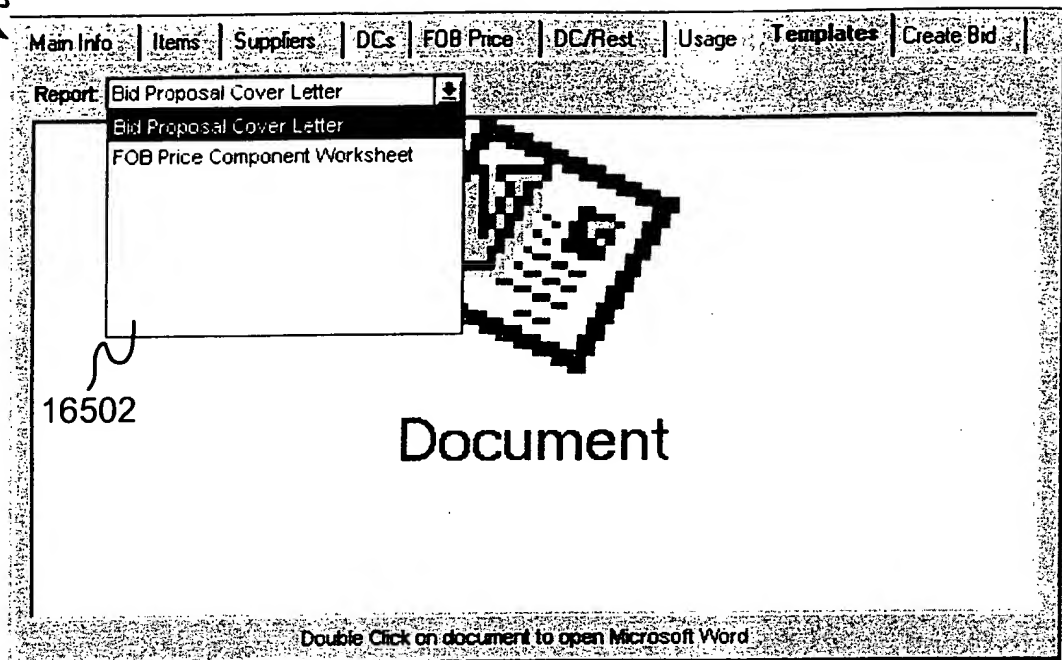 Main Info Items Suppliers DCs FOB Price DC/Rest. Usage Templates Create Bid
Report: Bid Proposal Cover Letter
Bid Proposal Cover Letter
FOB Price Component Worksheet
16502
Document
Double Click on document to open Microsoft Word